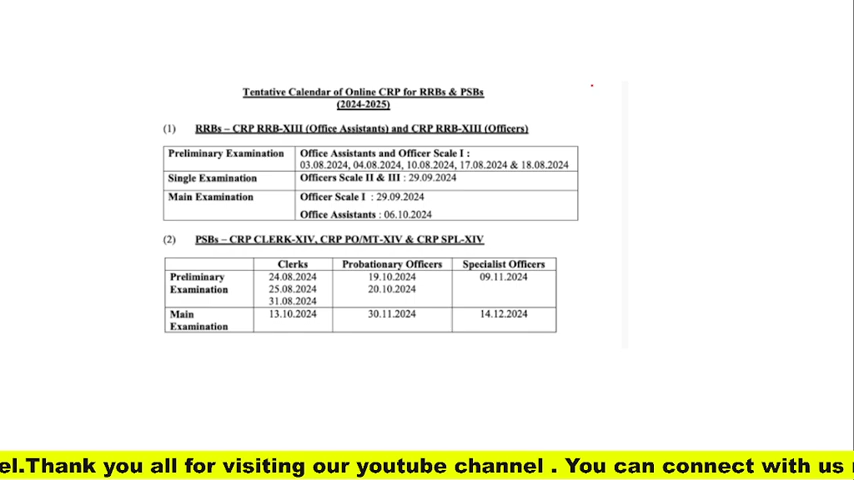 Tentative Calendar of Online CRP for RRBs & PSBs
(2024-2025)
(1) RRBs – CRP RRB-XIII (Office Assistants) and CRP RRB-XIII (Officers)
Preliminary Examination Office Assistants and Officer Scale I :
03.08.2024, 04.08.2024, 10.08.2024, 17.08.2024 & 18.08.2024
Single Examination Officers Scale II & III : 29.09.2024
Main Examination Officer Scale I : 29.09.2024
Office Assistants : 06.10.2024
(2) PSBs – CRP CLERK-XIV, CRP PO/MT-XIV & CRP SPL-XIV
Clerks Probationary Officers Specialist Officers
Preliminary 24.08.2024 19.10.2024 09.11.2024
Examination 25.08.2024 20.10.2024
31.08.2024
Main 13.10.2024 30.11.2024 14.12.2024
Examination
el.Thank you all for visiting our youtube channel . You can connect with us